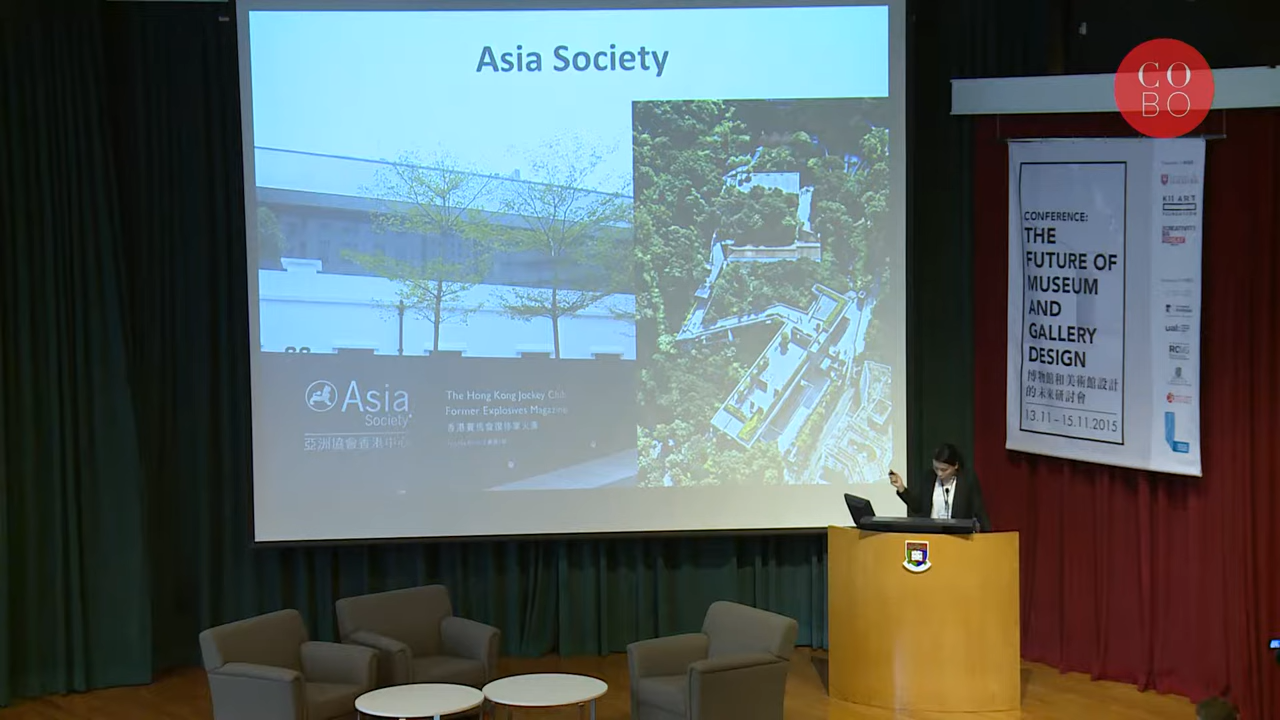 Asia Society
Asia
Society
亞洲協會香港中心
The Hong Kong Jockey Club
Former Explosives Magazine
CO
BO
CONFERENCE:
THE
FUTURE OF
MUSEUM
AND
GALLERY
DESIGN
博物館和美術館設計
的未來研討會
13.11 – 15.11.2015